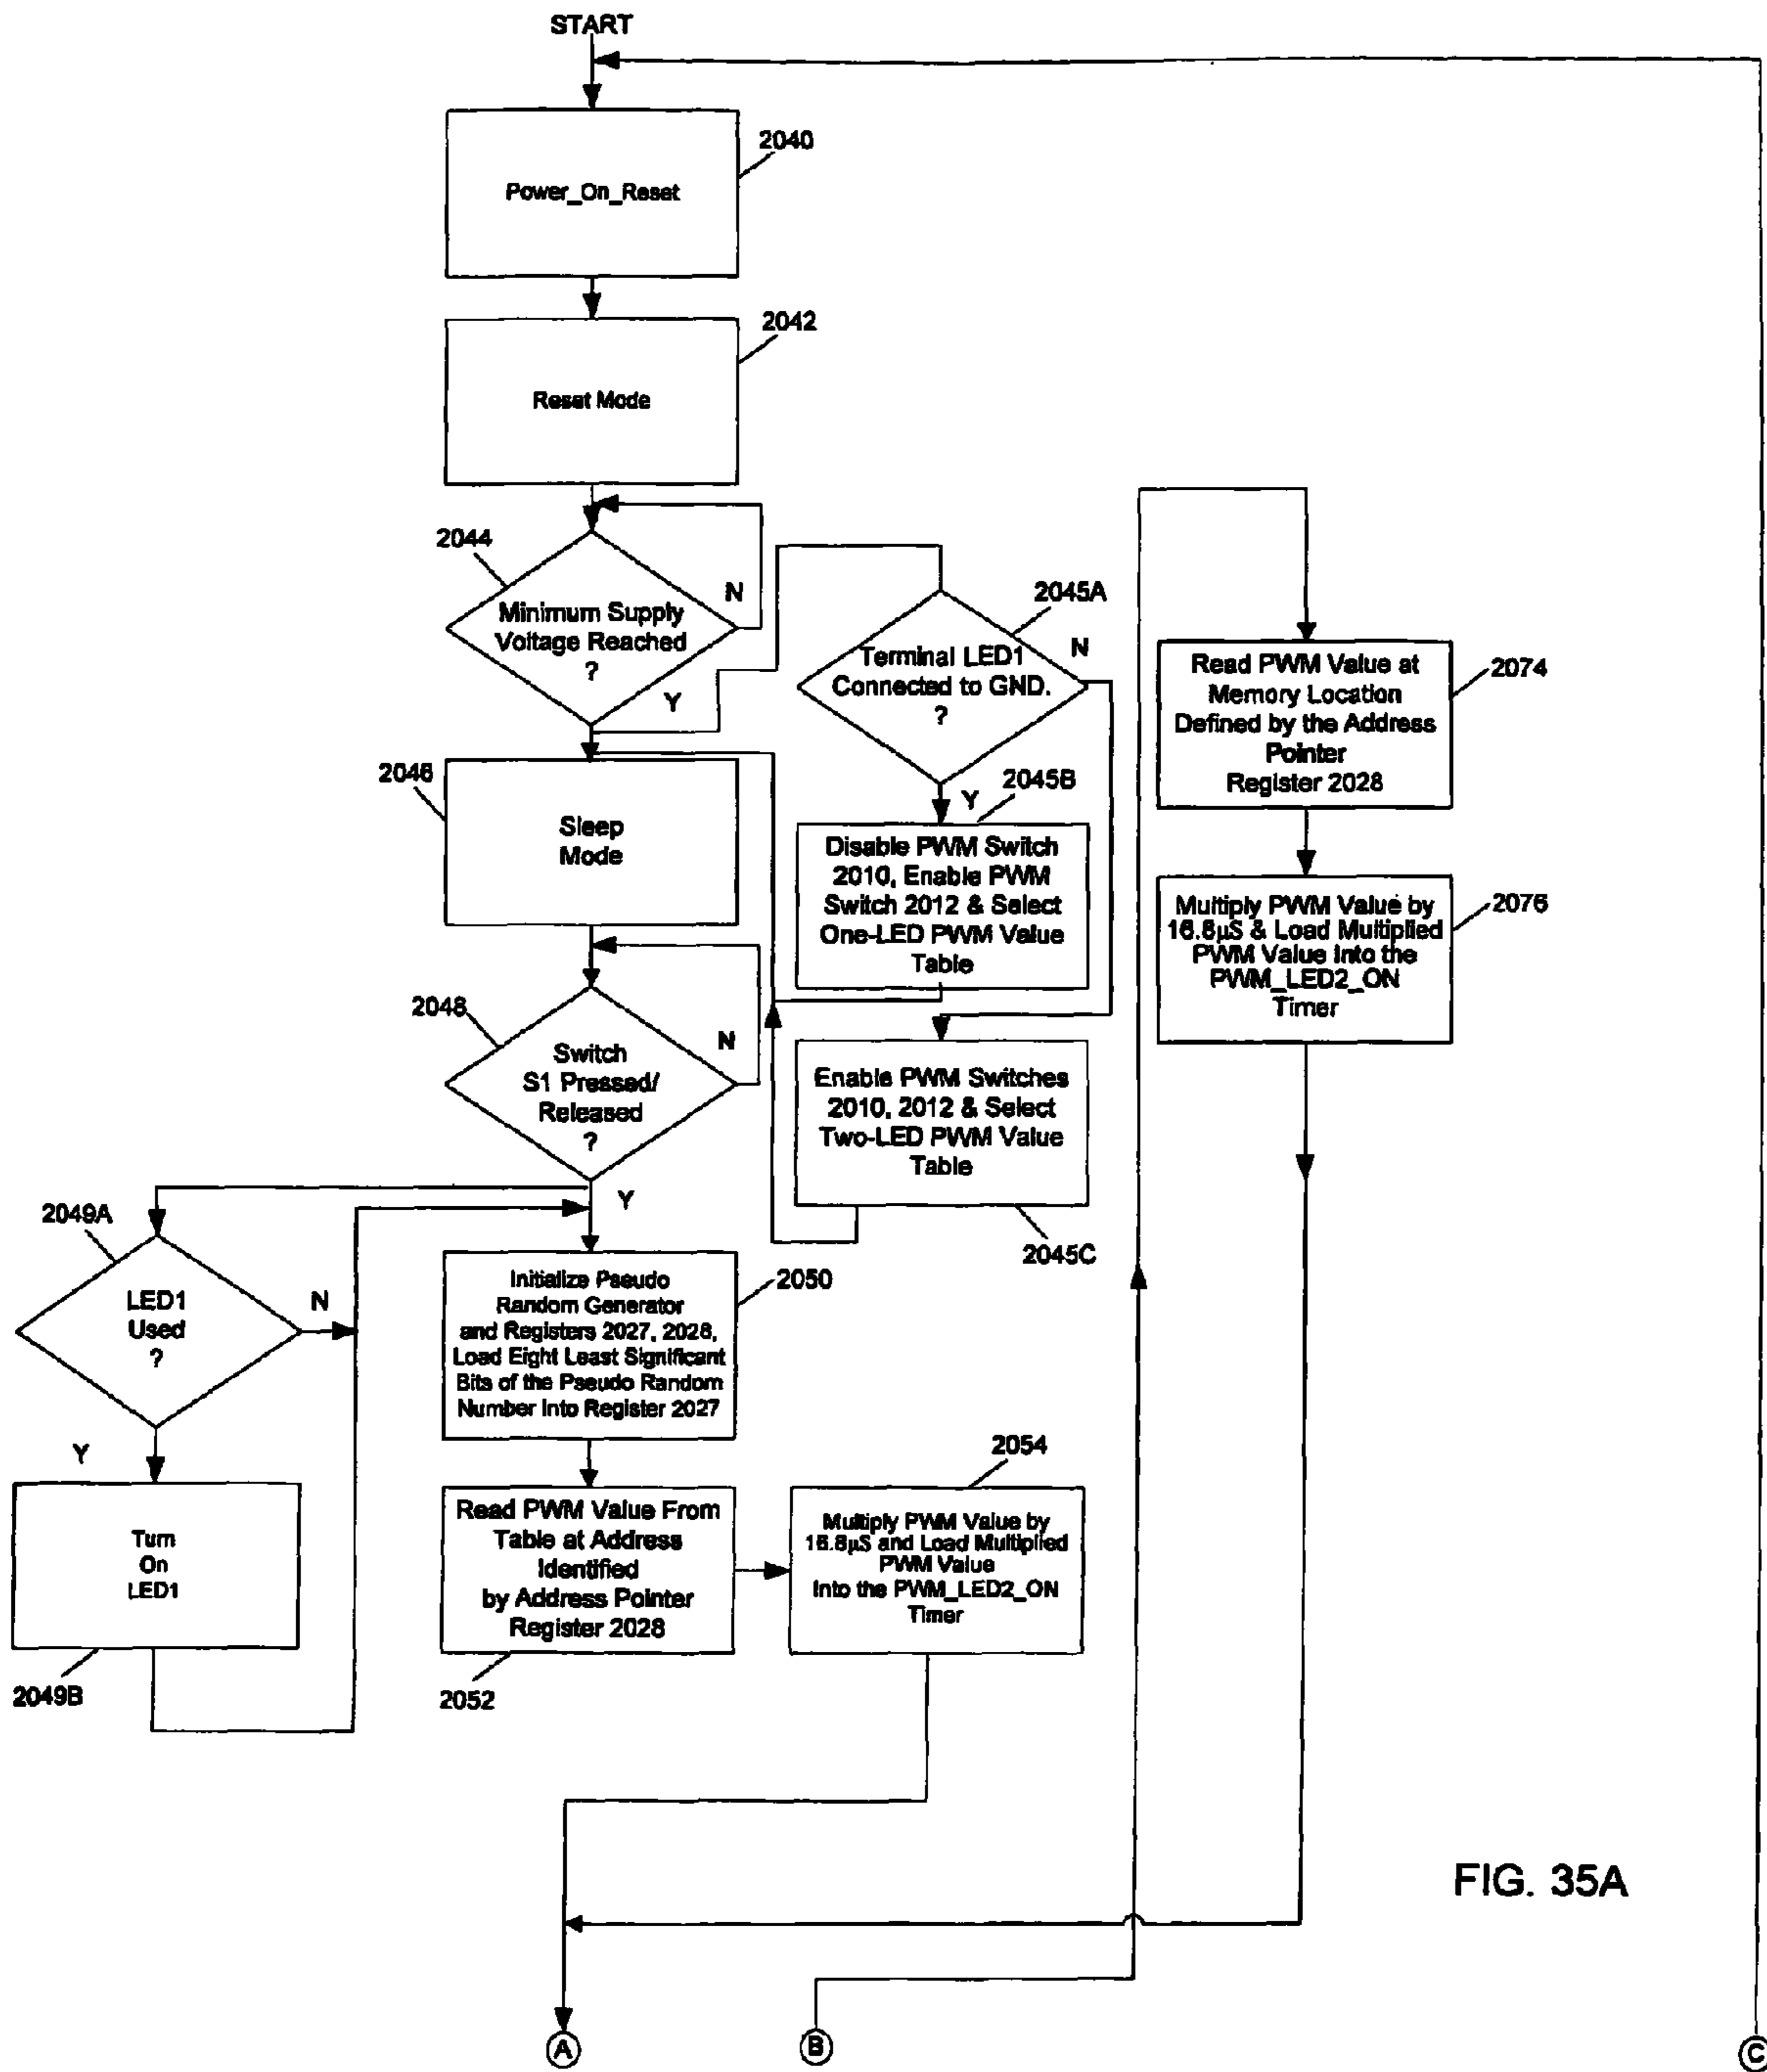 START
2040
Power_On_Reset
2042
Reset Mode
2044
Minimum Supply
Voltage Reached
?
N
Y
2045A
Terminal LED1
Connected to GND.
?
N
Y
2045B
Disable PWM Switch
2010, Enable PWM
Switch 2012 & Select
One-LED PWM Value
Table
2046
Sleep
Mode
2048
Switch
S1 Pressed/
Released
?
N
Y
Enable PWM Switches
2010, 2012 & Select
Two-LED PWM Value
Table
2045C
2049A
LED1
Used
?
N
Y
Turn
On
LED1
2049B
2050
Initialize Pseudo
Random Generator
and Registers 2027, 2028,
Load Eight Least Significant
Bits of the Pseudo Random
Number Into Register 2027
Read PWM Value From
Table at Address
Identified
by Address Pointer
Register 2028
2052
2054
Multiply PWM Value by
16.8µS and Load Multiplied
PWM Value
Into the PWM_LED2_ON
Timer
Read PWM Value at
Memory Location
Defined by the Address
Pointer
Register 2028
2074
Multiply PWM Value by
16.8µS & Load Multiplied
PWM Value Into the
PWM_LED2_ON
Timer
2076
FIG. 35A
A
B
C